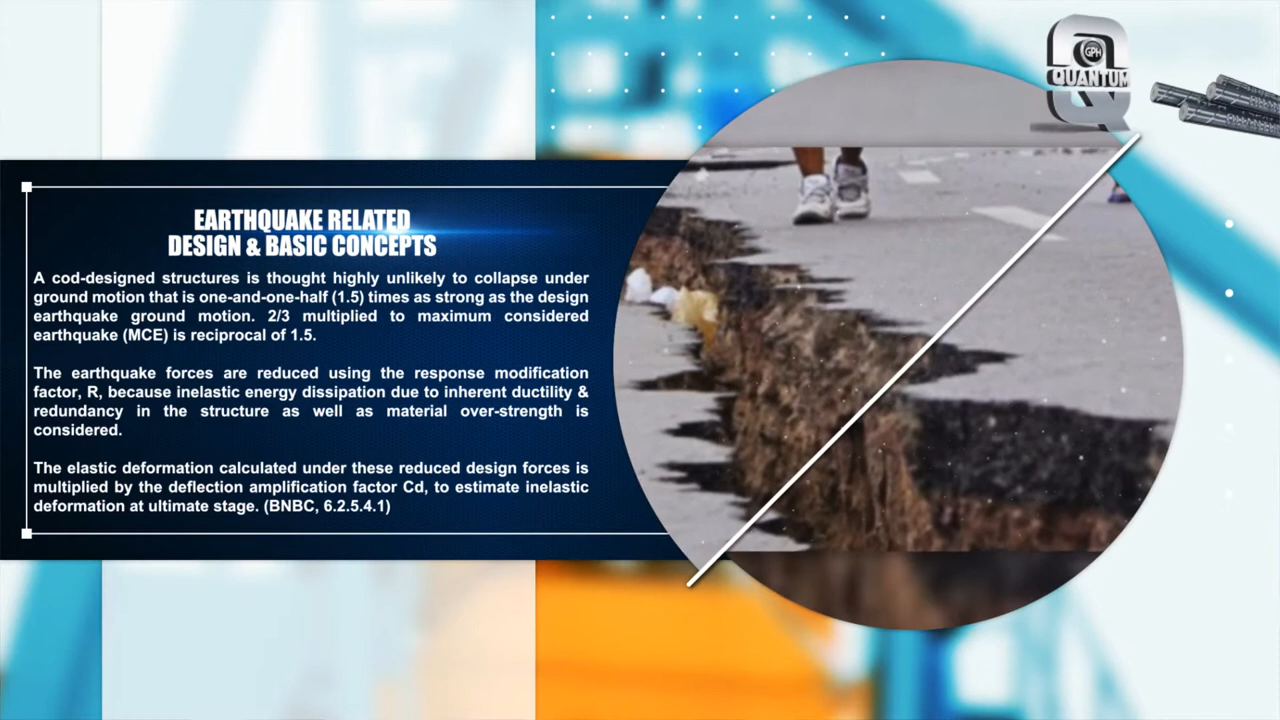 GPH
QUANTUM
EARTHQUAKE RELATED
DESIGN & BASIC CONCEPTS
A cod-designed structures is thought highly unlikely to collapse under
ground motion that is one-and-one-half (1.5) times as strong as the design
earthquake ground motion. 2/3 multiplied to maximum considered
earthquake (MCE) is reciprocal of 1.5.
The earthquake forces are reduced using the response modification
factor, R, because inelastic energy dissipation due to inherent ductility &
redundancy in the structure as well as material over-strength is
considered.
The elastic deformation calculated under these reduced design forces is
multiplied by the deflection amplification factor Cd, to estimate inelastic
deformation at ultimate stage. (BNBC, 6.2.5.4.1)